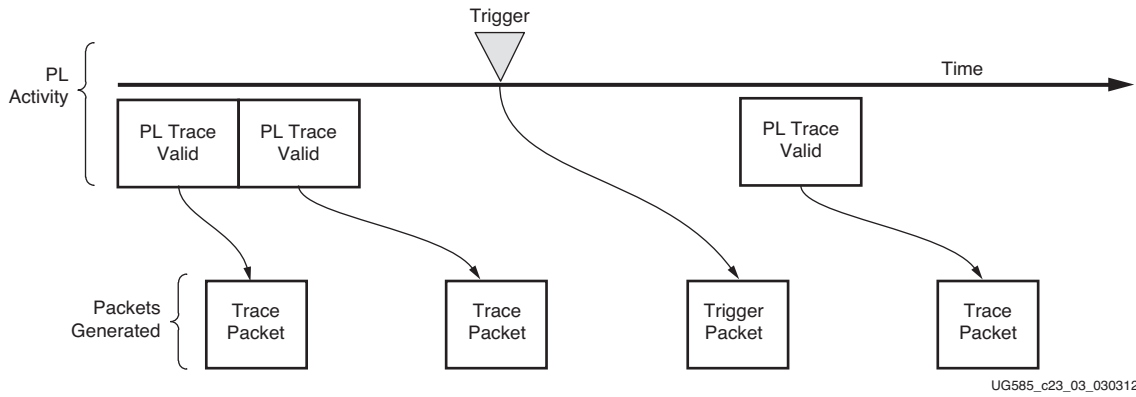 Trigger
PL
Activity
Time
PL Trace
Valid
PL Trace
Valid
PL Trace
Valid
Packets
Generated
Trace
Packet
Trace
Packet
Trigger
Packet
Trace
Packet
UG585_c23_03_030312